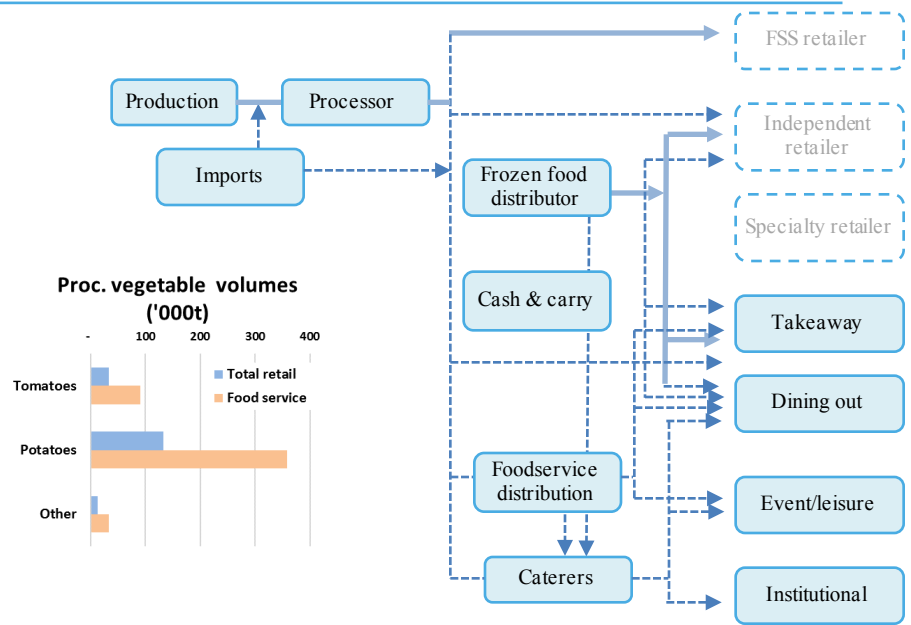 FSS retailer
Production
Processor
Independent
retailer
Imports
Frozen food
distributor
Specialty retailer
Proc. vegetable volumes
('000t)
Cash & carry
Takeaway
- 100 200 300 400
Tomatoes
Total retail
Food service
Dining out
Potatoes
Foodservice
distribution
Event/leisure
Other
Caterers
Institutional